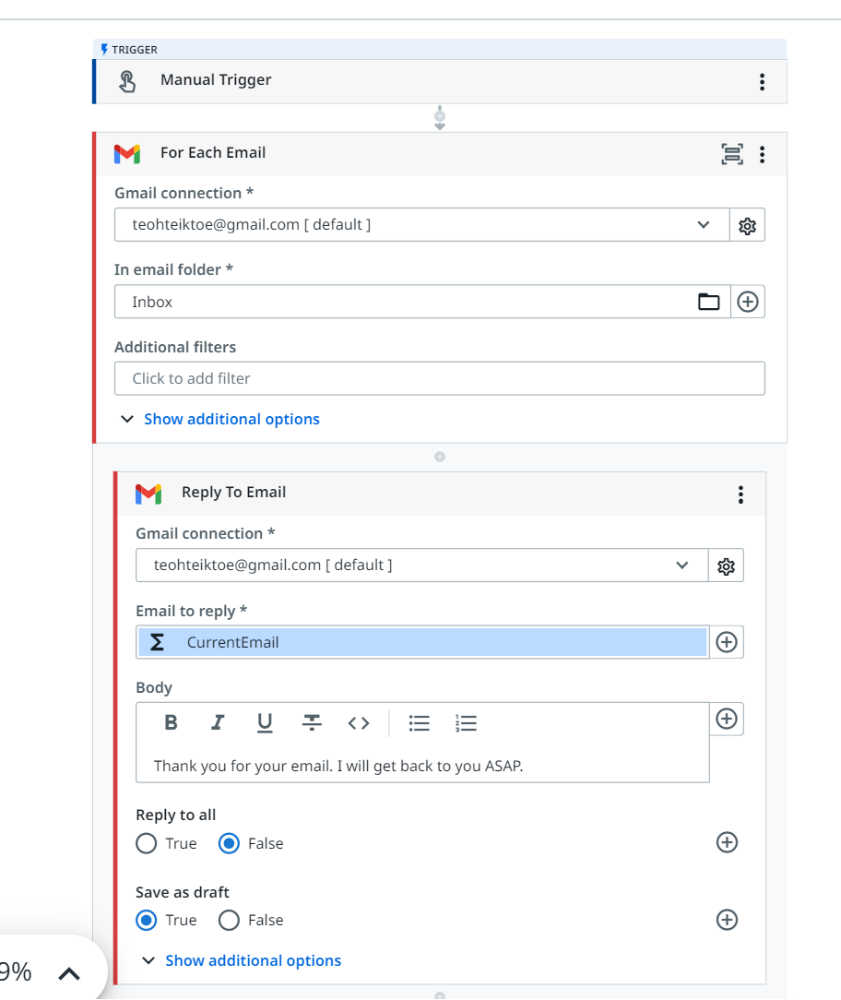 TRIGGER
Manual Trigger
For Each Email
Gmail connection *
teohteiktoe@gmail.com [ default ]
In email folder *
Inbox
Additional filters
Click to add filter
Show additional options
Reply To Email
Gmail connection *
teohteiktoe@gmail.com [ default ]
Email to reply *
Σ CurrentEmail
Body
B I U
Thank you for your email. I will get back to you ASAP.
Reply to all
True False
Save as draft
True False
9%
Show additional options